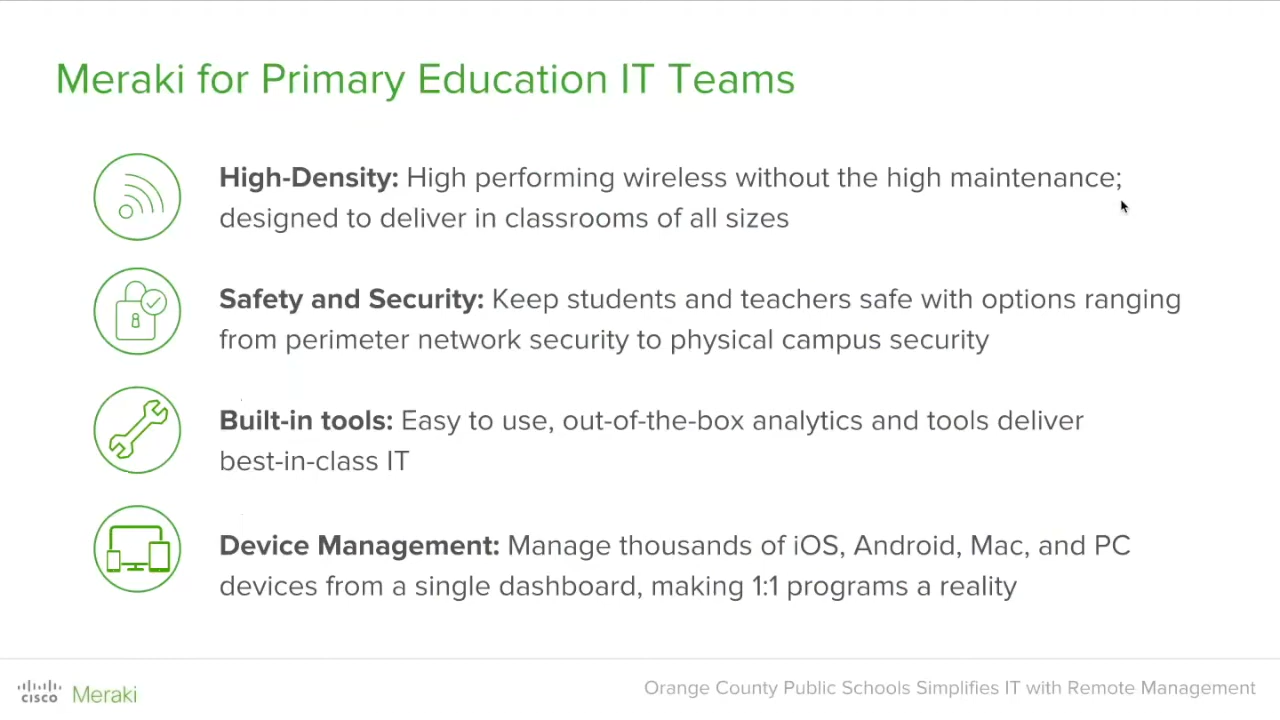 Meraki for Primary Education IT Teams
High-Density: High performing wireless without the high maintenance;
designed to deliver in classrooms of all sizes
Safety and Security: Keep students and teachers safe with options ranging
from perimeter network security to physical campus security
Built-in tools: Easy to use, out-of-the-box analytics and tools deliver
best-in-class IT
Device Management: Manage thousands of iOS, Android, Mac, and PC
devices from a single dashboard, making 1:1 programs a reality
CISCO Meraki
Orange County Public Schools Simplifies IT with Remote Management